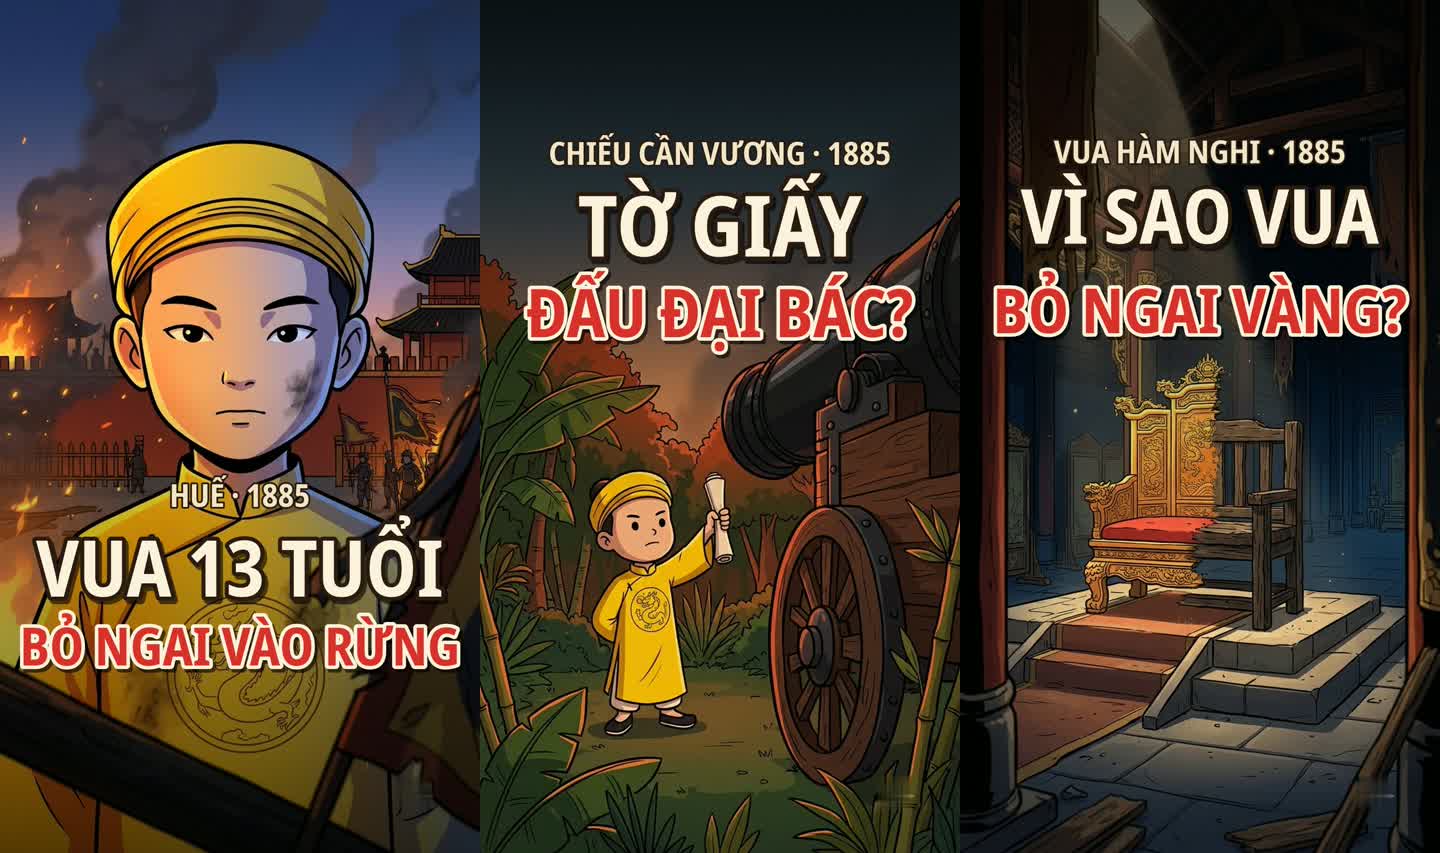 HUẾ · 1885
VUA 13 TUỔI
BỎ NGAI VÀO RỪNG
CHIẾU CẦN VƯƠNG · 1885
TỜ GIẤY
ĐẤU ĐẠI BÁC?
VUA HÀM NGHI · 1885
VÌ SAO VUA
BỎ NGAI VÀNG?